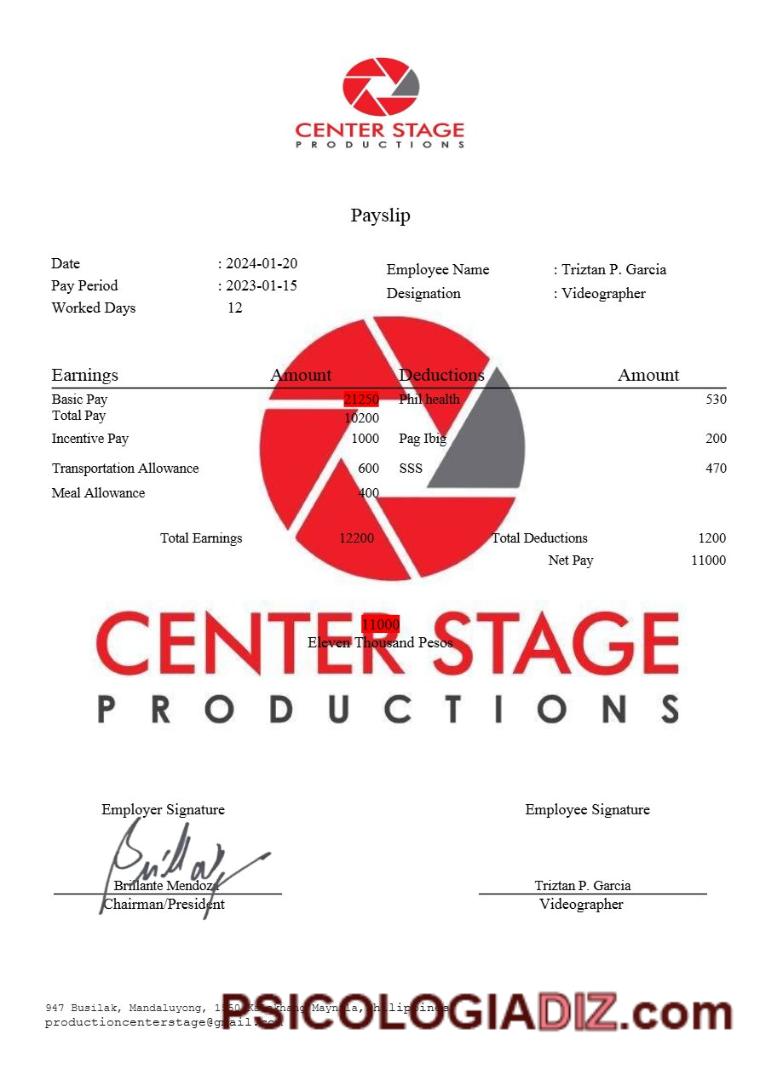 CENTER STAGE
PRODUCTIONS
Payslip
Date : 2024-01-20
Pay Period : 2023-01-15
Worked Days 12
Employee Name : Triztan P. Garcia
Designation : Videographer
Earnings Amount Deductions Amount
Basic Pay 21250 Phil health 530
Total Pay 10200
Incentive Pay 1000 Pag Ibig 200
Transportation Allowance 600 SSS 470
Meal Allowance 400
Total Earnings 12200 Total Deductions 1200
Net Pay 11000
11000
Eleven Thousand Pesos
CENTER STAGE
PRODUCTIONS
Employer Signature Employee Signature
Brillante Mendoza Triztan P. Garcia
Chairman/President Videographer
947 Busilak, Mandaluyong, Maynila, Philippines
productioncenterstage@gmail.com
PSICOLOGIADIZ.com